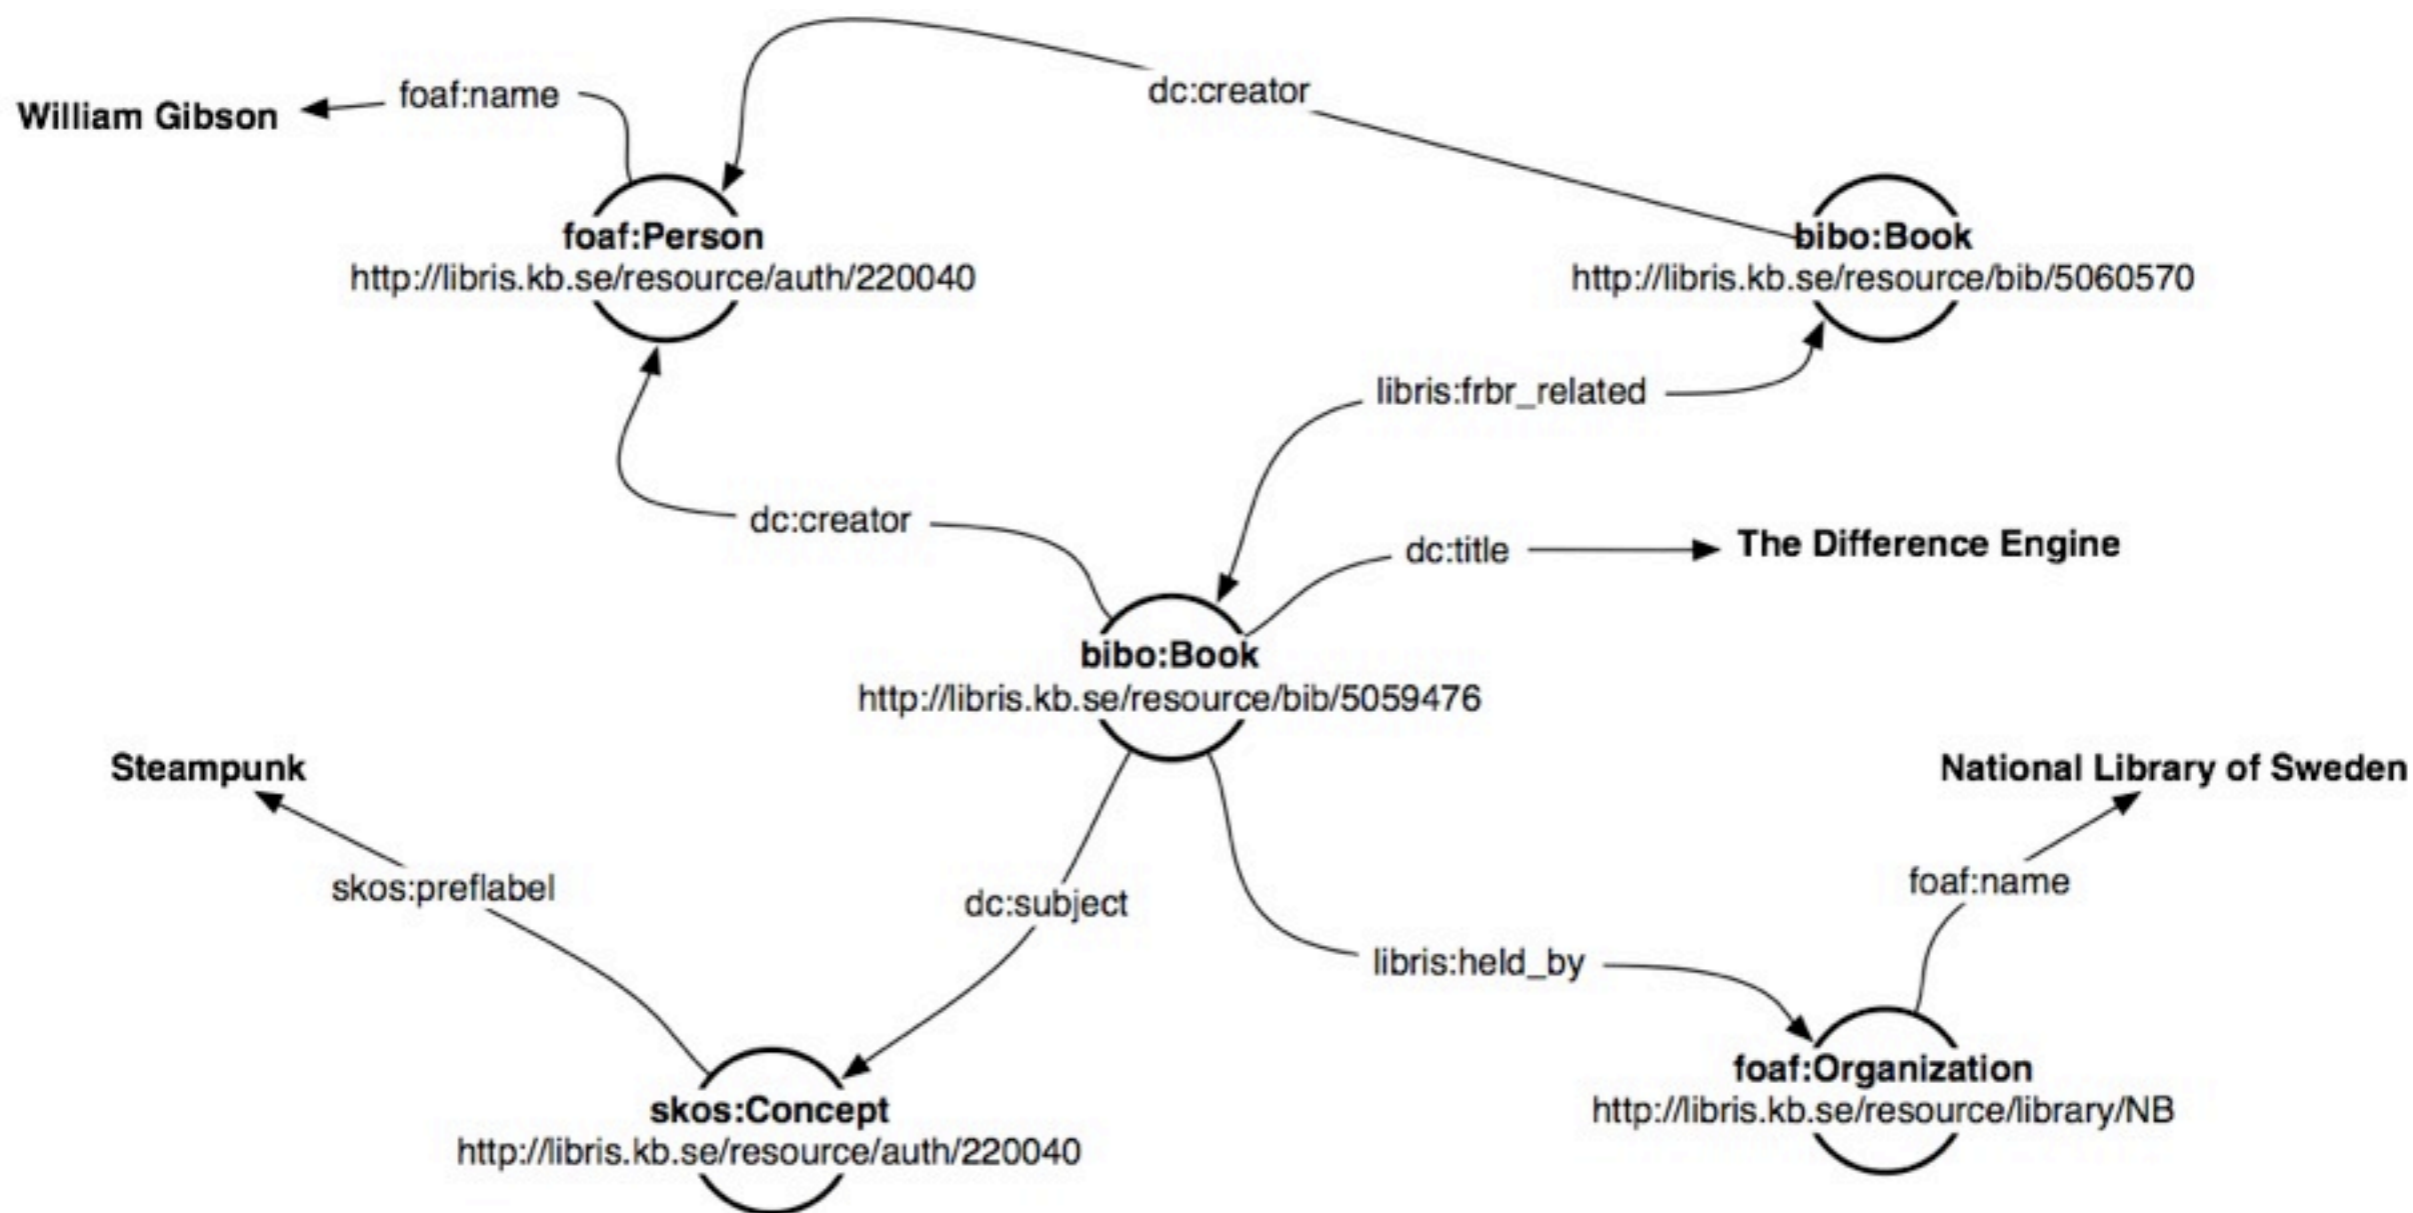 dc:creator
William Gibson
foaf:name
foaf:Person
http://libris.kb.se/resource/auth/220040
bibo:Book
http://libris.kb.se/resource/bib/5060570
libris:frbr_related
dc:creator
dc:title
The Difference Engine
bibo:Book
http://libris.kb.se/resource/bib/5059476
Steampunk
National Library of Sweden
skos:preflabel
dc:subject
foaf:name
libris:held_by
foaf:Organization
http://libris.kb.se/resource/library/NB
skos:Concept
http://libris.kb.se/resource/auth/220040